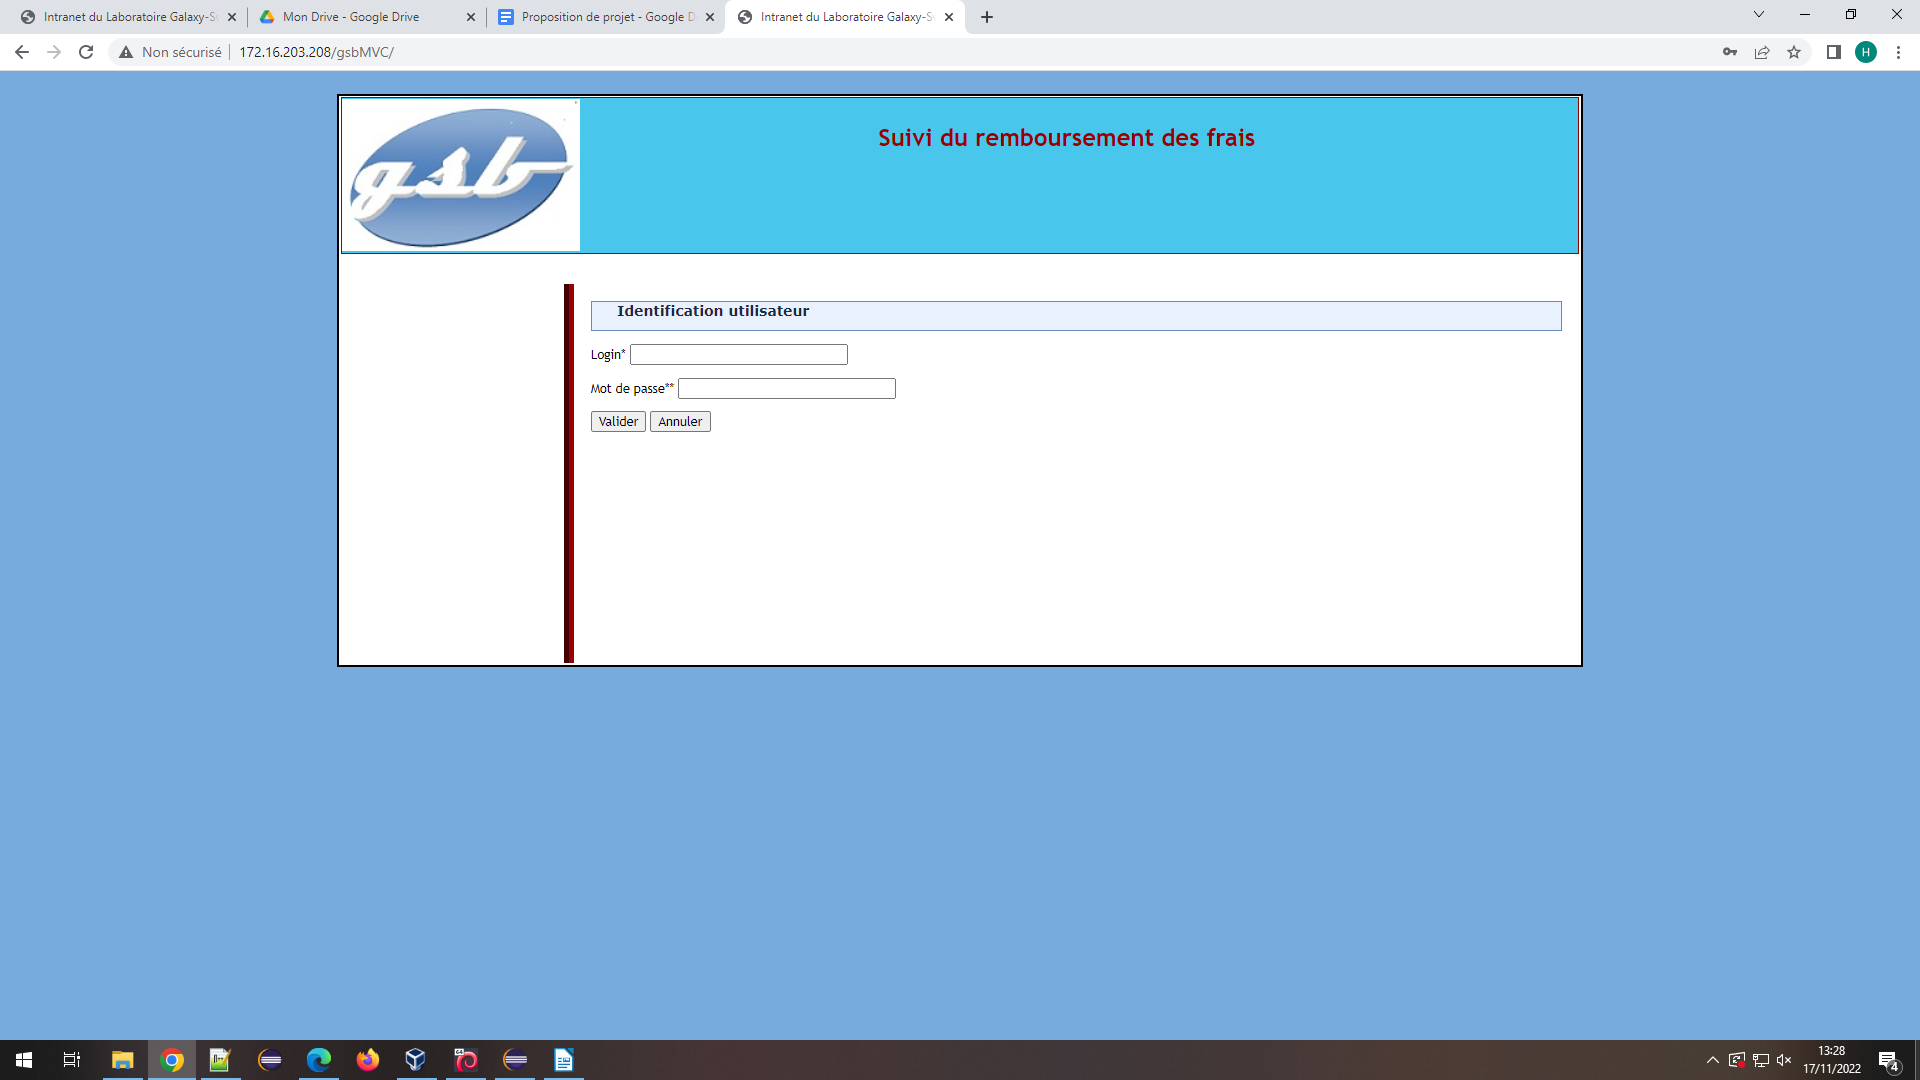 Intranet du Laboratoire Galaxy-S
Mon Drive - Google Drive
Proposition de projet - Google D
Intranet du Laboratoire Galaxy-S
Non sécurisé
172.16.203.208/gsbMVC/
H
gsb
Suivi du remboursement des frais
Identification utilisateur
Login*
Mot de passe**
Valider
Annuler
13:28
17/11/2022
4